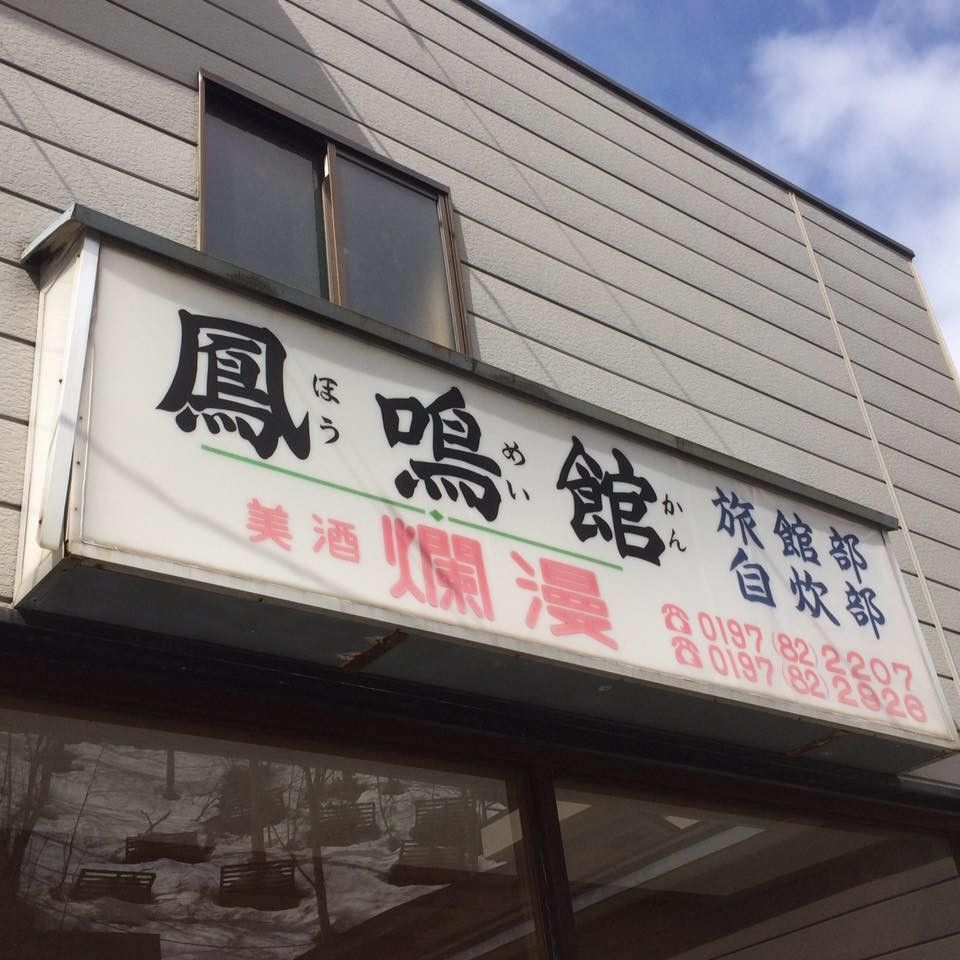 鳳鳴館
ほうめいかん
美酒爛漫
旅館部
自炊部
☎0197(82)2207
☎0197(82)2926